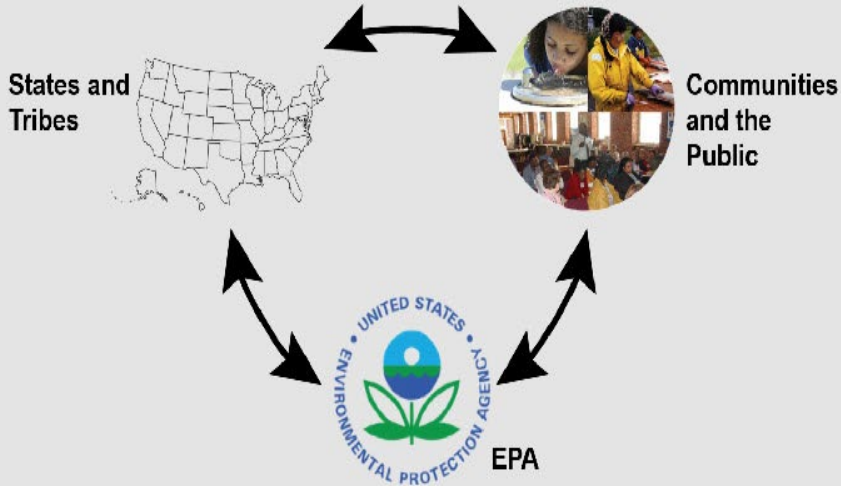 States and
Tribes
Communities
and the
Public
UNITED STATES
ENVIRONMENTAL PROTECTION AGENCY
EPA